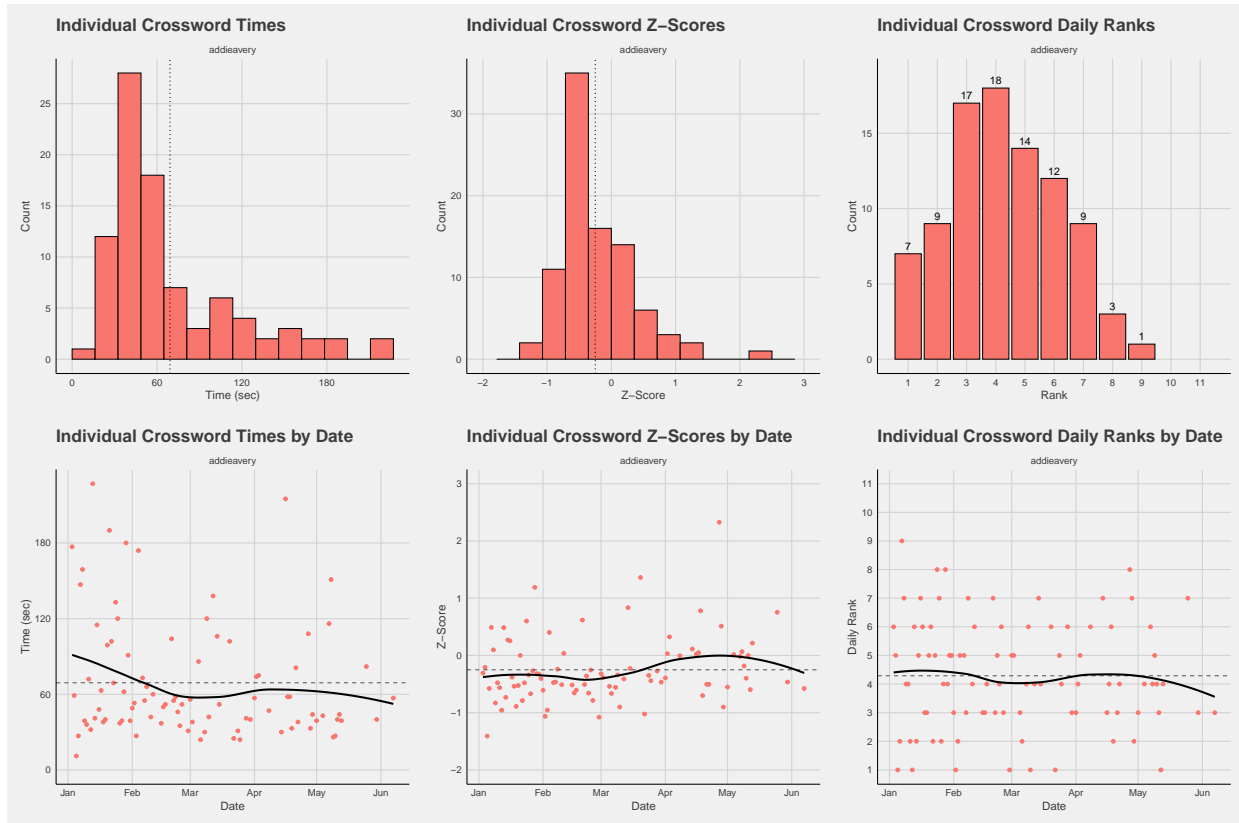 Individual Crossword Times
addieavery
Count
25
20
15
10
5
0
0 60 120 180
Time (sec)
Individual Crossword Z−Scores
addieavery
Count
30
20
10
0
−2 −1 0 1 2 3
Z−Score
Individual Crossword Daily Ranks
addieavery
Count
15
10
5
0
7 9 17 18 14 12 9 3 1
1 2 3 4 5 6 7 8 9 10 11
Rank
Individual Crossword Times by Date
addieavery
Time (sec)
180
120
60
0
Jan Feb Mar Apr May Jun
Date
Individual Crossword Z−Scores by Date
addieavery
Z−Score
3
2
1
0
−1
−2
Jan Feb Mar Apr May Jun
Date
Individual Crossword Daily Ranks by Date
addieavery
Daily Rank
11
10
9
8
7
6
5
4
3
2
1
Jan Feb Mar Apr May Jun
Date